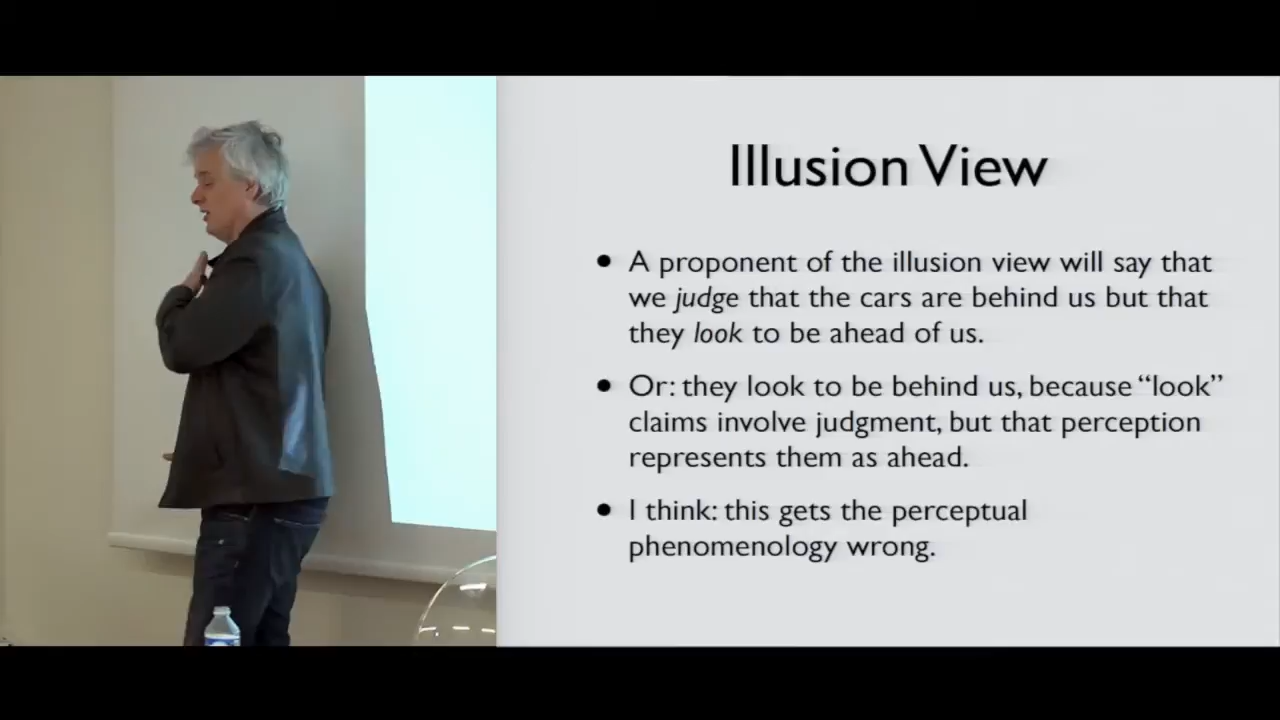 Illusion View
• A proponent of the illusion view will say that
we judge that the cars are behind us but that
they look to be ahead of us.
• Or: they look to be behind us, because “look”
claims involve judgment, but that perception
represents them as ahead.
• I think: this gets the perceptual
phenomenology wrong.